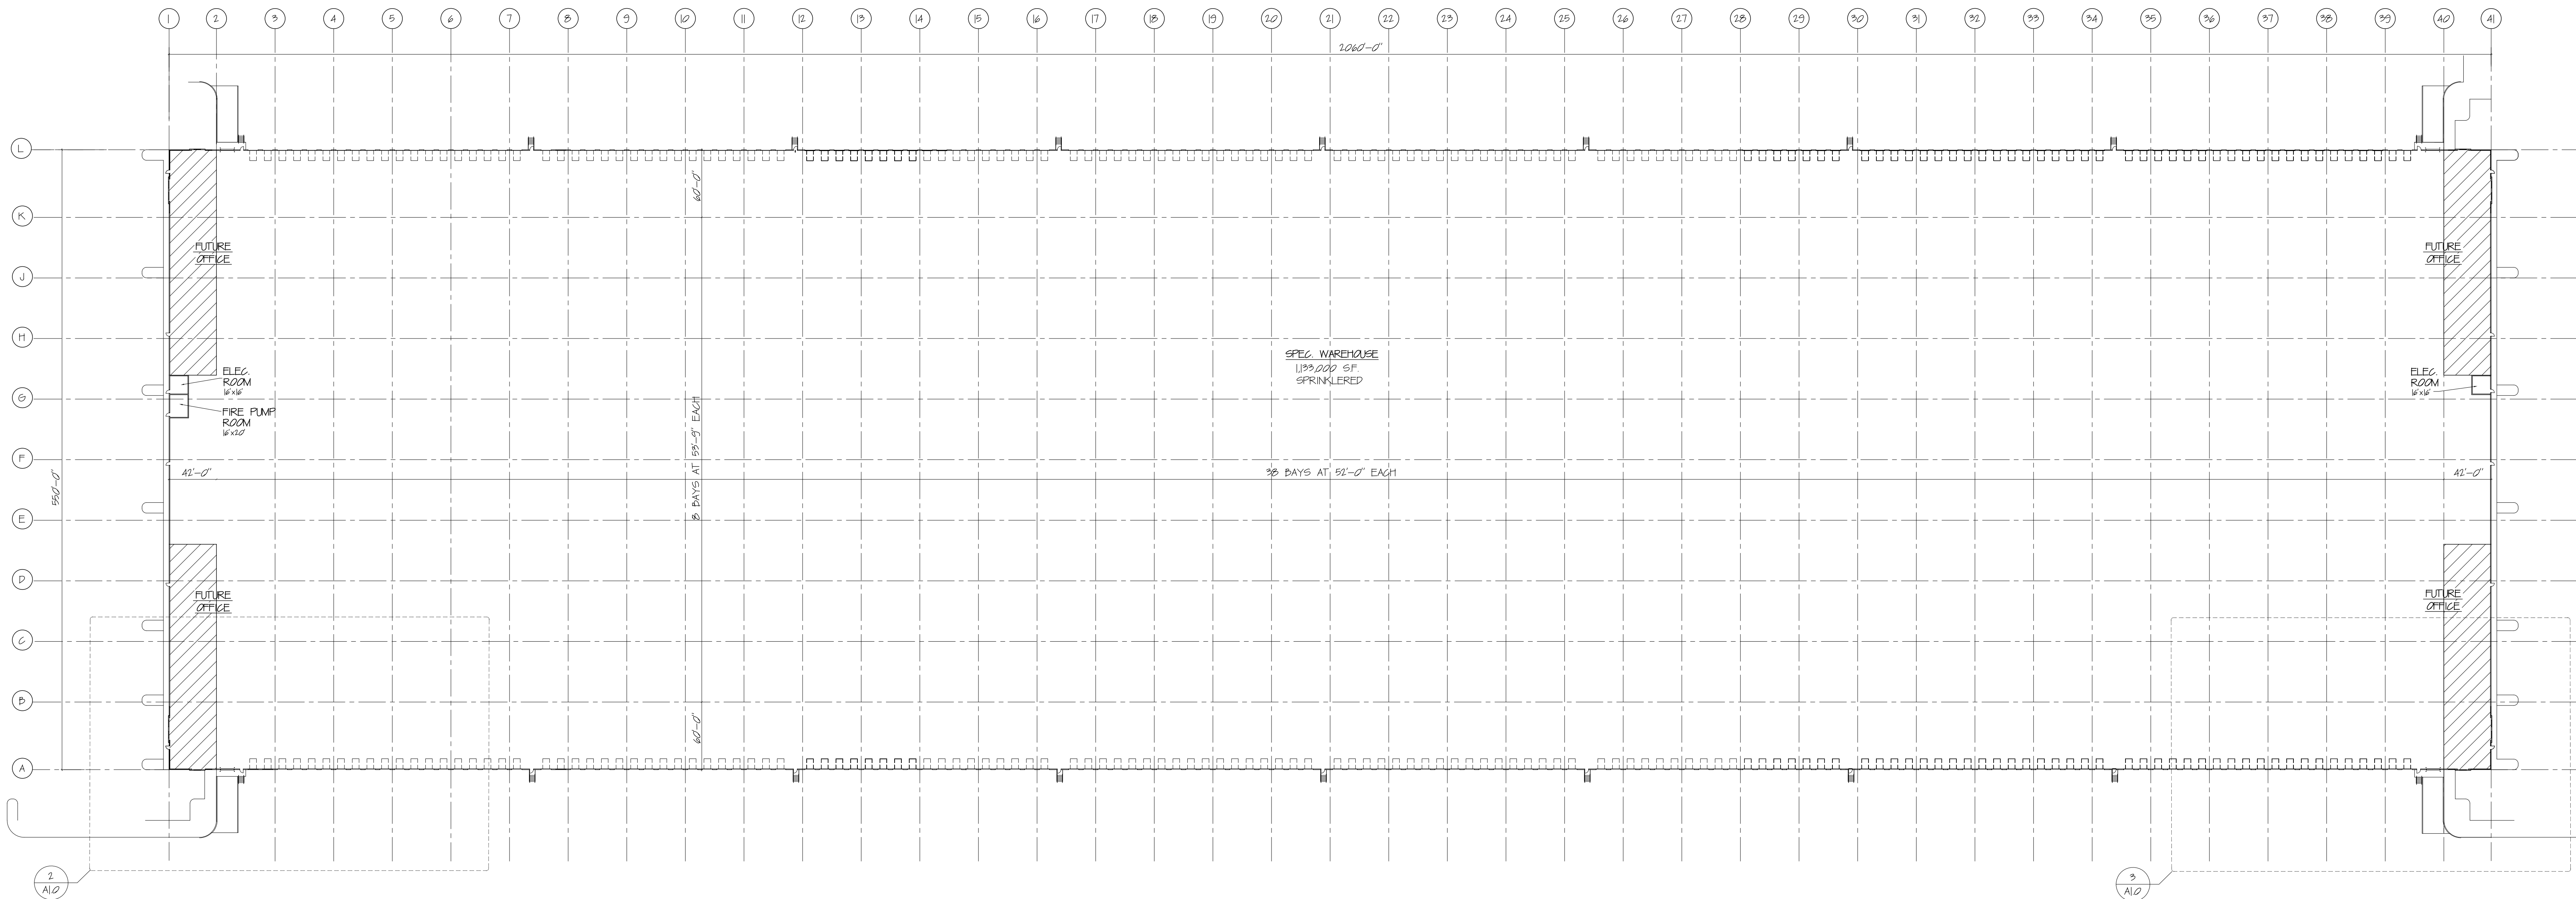 1 2 3 4 5 6 7 8 9 10 11 12 13 14 15 16 17 18 19 20 21 22 23 24 25 26 27 28 29 30 31 32 33 34 35 36 37 38 39 40 41
2060'-0"
L
60'-0"
K
FUTURE
OFFICE
FUTURE
OFFICE
J
H
SPEC. WAREHOUSE
1,133,000 S.F.
SPRINKLERED
ELEC.
ROOM
16'x16'
ELEC.
ROOM
16'x16'
G
FIRE PUMP
ROOM
16'x20'
8 BAYS AT 53'-9" EACH
F
550'-0"
42'-0"
38 BAYS AT 52'-0" EACH
42'-0"
E
D
FUTURE
OFFICE
FUTURE
OFFICE
C
B
60'-0"
A
2
A1.0
3
A1.0